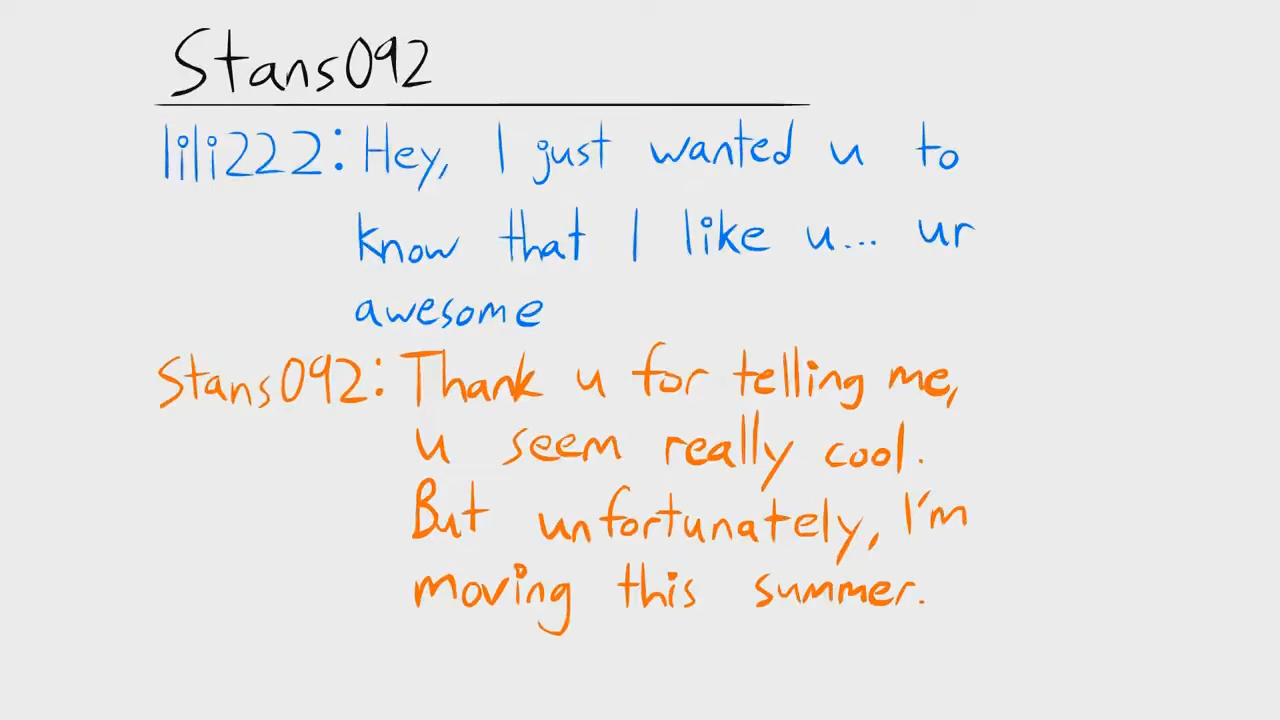 Stans092
lili222: Hey, I just wanted u to
know that I like u... ur
awesome
Stans092: Thank u for telling me,
u seem really cool.
But unfortunately, I'm
moving this summer.